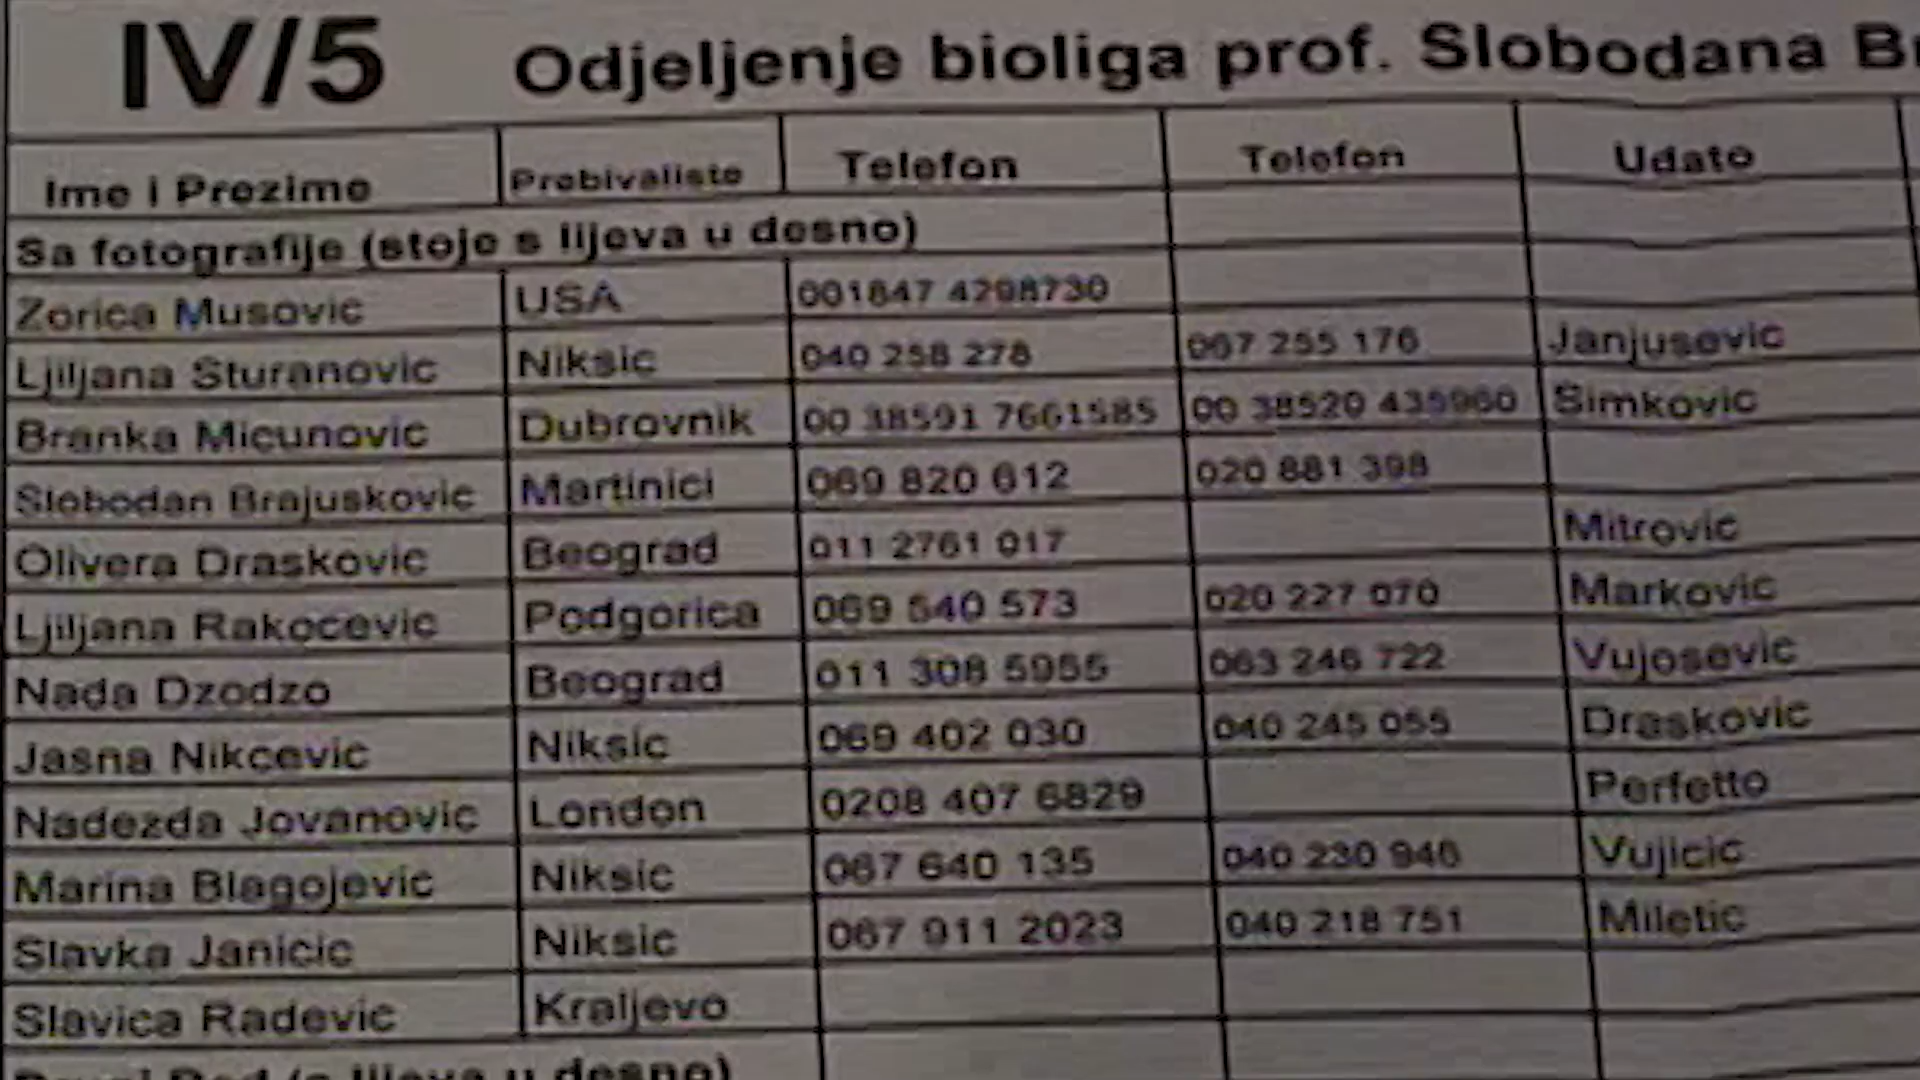 IV/5 Odjeljenje bioliga prof. Slobodana
Ime i Prezime Prebivaliste Telefon Telefon Udato
Sa fotografije (stoje s lijeva u desno)
Zorica Musovic USA 001847 4298730
Ljiljana Sturanovic Niksic 040 258 278 067 255 176 Janjusevic
Branka Micunovic Dubrovnik 00 38591 7661585 00 38520 435960 Simkovic
Slobodan Brajuskovic Martinici 069 820 612 020 881 398
Olivera Draskovic Beograd 011 2761 017 Mitrovic
Ljiljana Rakocevic Podgorica 069 540 573 020 227 070 Markovic
Nada Dzodzo Beograd 011 308 5955 063 246 722 Vujosevic
Jasna Nikcevic Niksic 069 402 030 040 245 055 Draskovic
Nadezda Jovanovic London 0208 407 6829 Perfetto
Marina Blagojevic Niksic 067 640 135 040 230 946 Vujicic
Slavka Janicic Niksic 067 911 2023 040 218 751 Miletic
Slavica Radevic Kraljevo
Red (s lijeva u desno)